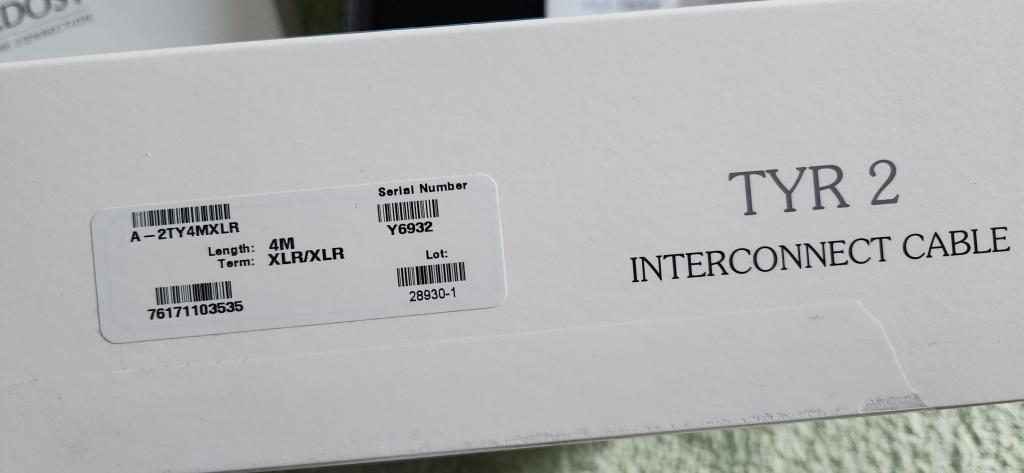 Serial Number
A-2TY4MXLR
Y6932
Length: 4M
Term: XLR/XLR
Lot:
76171103535
28930-1
TYR 2
INTERCONNECT CABLE